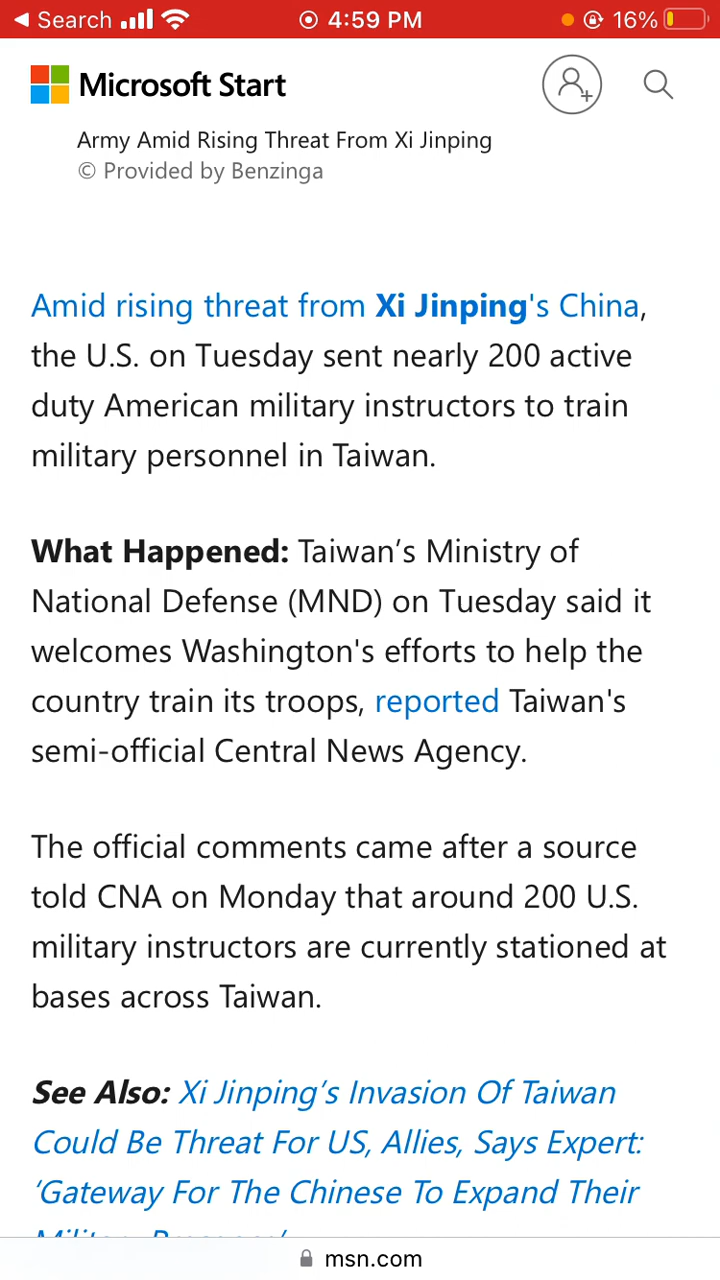 Search 4:59 PM 16%
Microsoft Start
Army Amid Rising Threat From Xi Jinping
© Provided by Benzinga
Amid rising threat from Xi Jinping's China,
the U.S. on Tuesday sent nearly 200 active
duty American military instructors to train
military personnel in Taiwan.
What Happened: Taiwan’s Ministry of
National Defense (MND) on Tuesday said it
welcomes Washington's efforts to help the
country train its troops, reported Taiwan's
semi-official Central News Agency.
The official comments came after a source
told CNA on Monday that around 200 U.S.
military instructors are currently stationed at
bases across Taiwan.
See Also: Xi Jinping’s Invasion Of Taiwan
Could Be Threat For US, Allies, Says Expert:
‘Gateway For The Chinese To Expand Their
msn.com